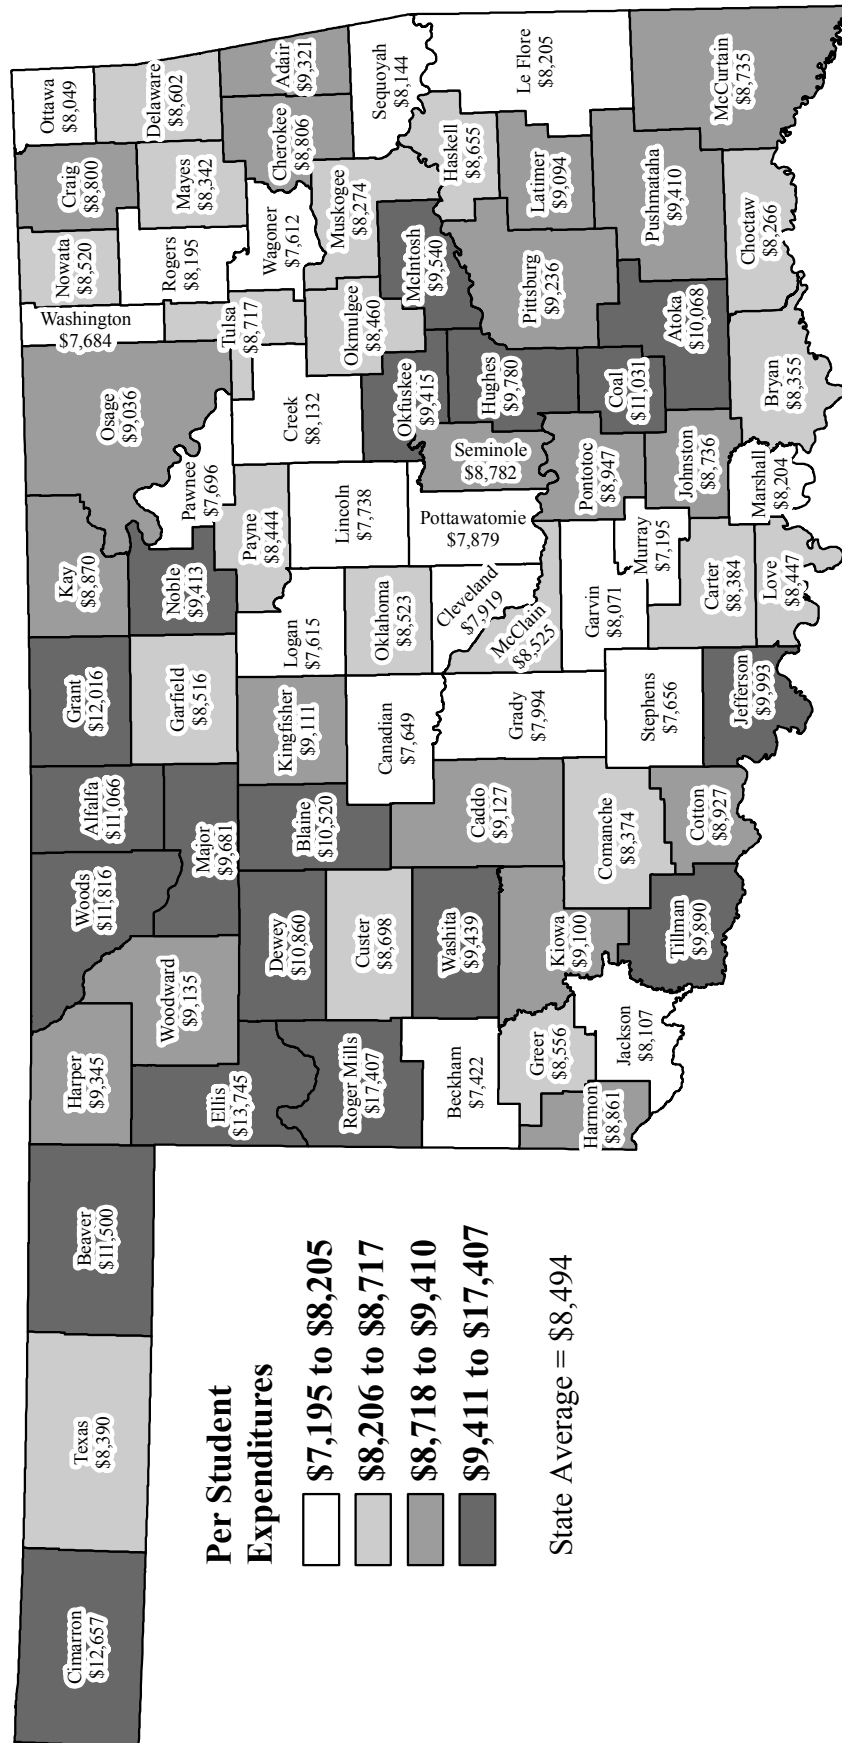 Cimarron
$12,657
Texas
$8,390
Beaver
$11,500
Harper
$9,345
Woods
$11,816
Alfalfa
$11,066
Grant
$12,016
Kay
$8,870
Osage
$9,036
Washington
$7,684
Nowata
$8,520
Craig
$8,800
Ottawa
$8,049
Delaware
$8,602
Mayes
$8,342
Rogers
$8,195
Tulsa
$8,717
Pawnee
$7,696
Noble
$9,413
Garfield
$8,516
Major
$9,681
Woodward
$9,135
Ellis
$13,745
Dewey
$10,860
Blaine
$10,520
Kingfisher
$9,111
Logan
$7,615
Payne
$8,444
Creek
$8,132
Wagoner
$7,612
Cherokee
$8,806
Adair
$9,321
Sequoyah
$8,144
Muskogee
$8,274
Okmulgee
$8,460
Okfuskee
$9,415
Lincoln
$7,738
Oklahoma
$8,523
Canadian
$7,649
Custer
$8,698
Roger Mills
$17,407
Beckham
$7,422
Washita
$9,439
Caddo
$9,127
Grady
$7,994
McClain
$8,525
Cleveland
$7,919
Pottawatomie
$7,879
Seminole
$8,782
Hughes
$9,780
McIntosh
$9,540
Haskell
$8,655
Le Flore
$8,205
Latimer
$9,094
Pittsburg
$9,236
Coal
$11,031
Pontotoc
$8,947
Garvin
$8,071
Murray
$7,195
Stephens
$7,656
Comanche
$8,374
Kiowa
$9,100
Greer
$8,556
Harmon
$8,861
Jackson
$8,107
Tillman
$9,890
Cotton
$8,927
Jefferson
$9,993
Carter
$8,384
Love
$8,447
Johnston
$8,736
Marshall
$8,204
Atoka
$10,068
Bryan
$8,355
Pushmataha
$9,410
Choctaw
$8,266
McCurtain
$8,735
Per Student
Expenditures
$7,195 to $8,205
$8,206 to $8,717
$8,718 to $9,410
$9,411 to $17,407
State Average = $8,494